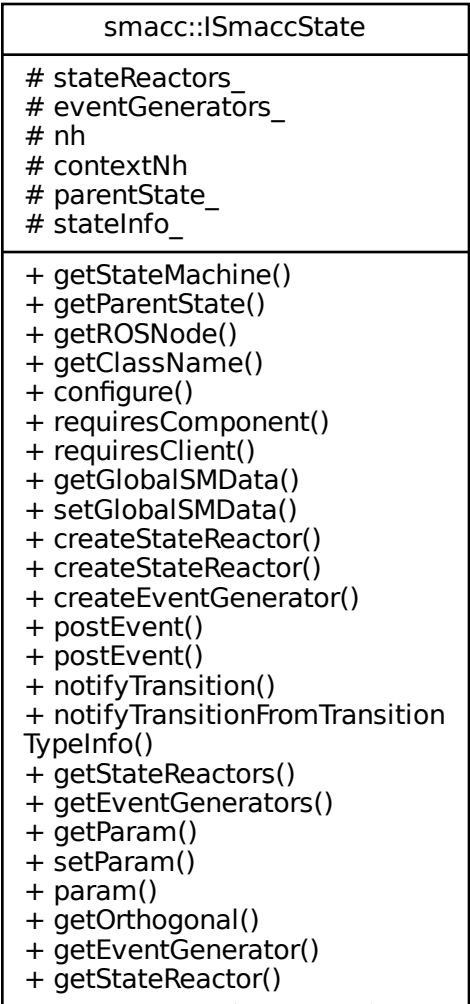 smacc::ISmaccState
# stateReactors_
# eventGenerators_
# nh
# contextNh
# parentState_
# stateInfo_
+ getStateMachine()
+ getParentState()
+ getROSNode()
+ getClassName()
+ configure()
+ requiresComponent()
+ requiresClient()
+ getGlobalSMData()
+ setGlobalSMData()
+ createStateReactor()
+ createStateReactor()
+ createEventGenerator()
+ postEvent()
+ postEvent()
+ notifyTransition()
+ notifyTransitionFromTransition
TypeInfo()
+ getStateReactors()
+ getEventGenerators()
+ getParam()
+ setParam()
+ param()
+ getOrthogonal()
+ getEventGenerator()
+ getStateReactor()